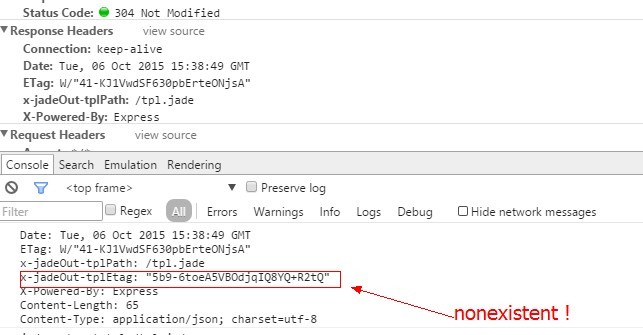 Status Code: 304 Not Modified
Response Headers view source
Connection: keep-alive
Date: Tue, 06 Oct 2015 15:38:49 GMT
ETag: W/"41-KJ1VwdSF630pbErteONjsA"
x-jadeOut-tplPath: /tpl.jade
X-Powered-By: Express
Request Headers view source
Console Search Emulation Rendering
<top frame> Preserve log
Filter Regex All Errors Warnings Info Logs Debug Hide network messages
Date: Tue, 06 Oct 2015 15:38:49 GMT
ETag: W/"41-KJ1VwdSF630pbErteONjsA"
x-jadeOut-tplPath: /tpl.jade
x-jadeOut-tplEtag: "5b9-6toeA5VBOdjqIQ8YQ+R2tQ"
X-Powered-By: Express
nonexistent !
Content-Length: 65
Content-Type: application/json; charset=utf-8